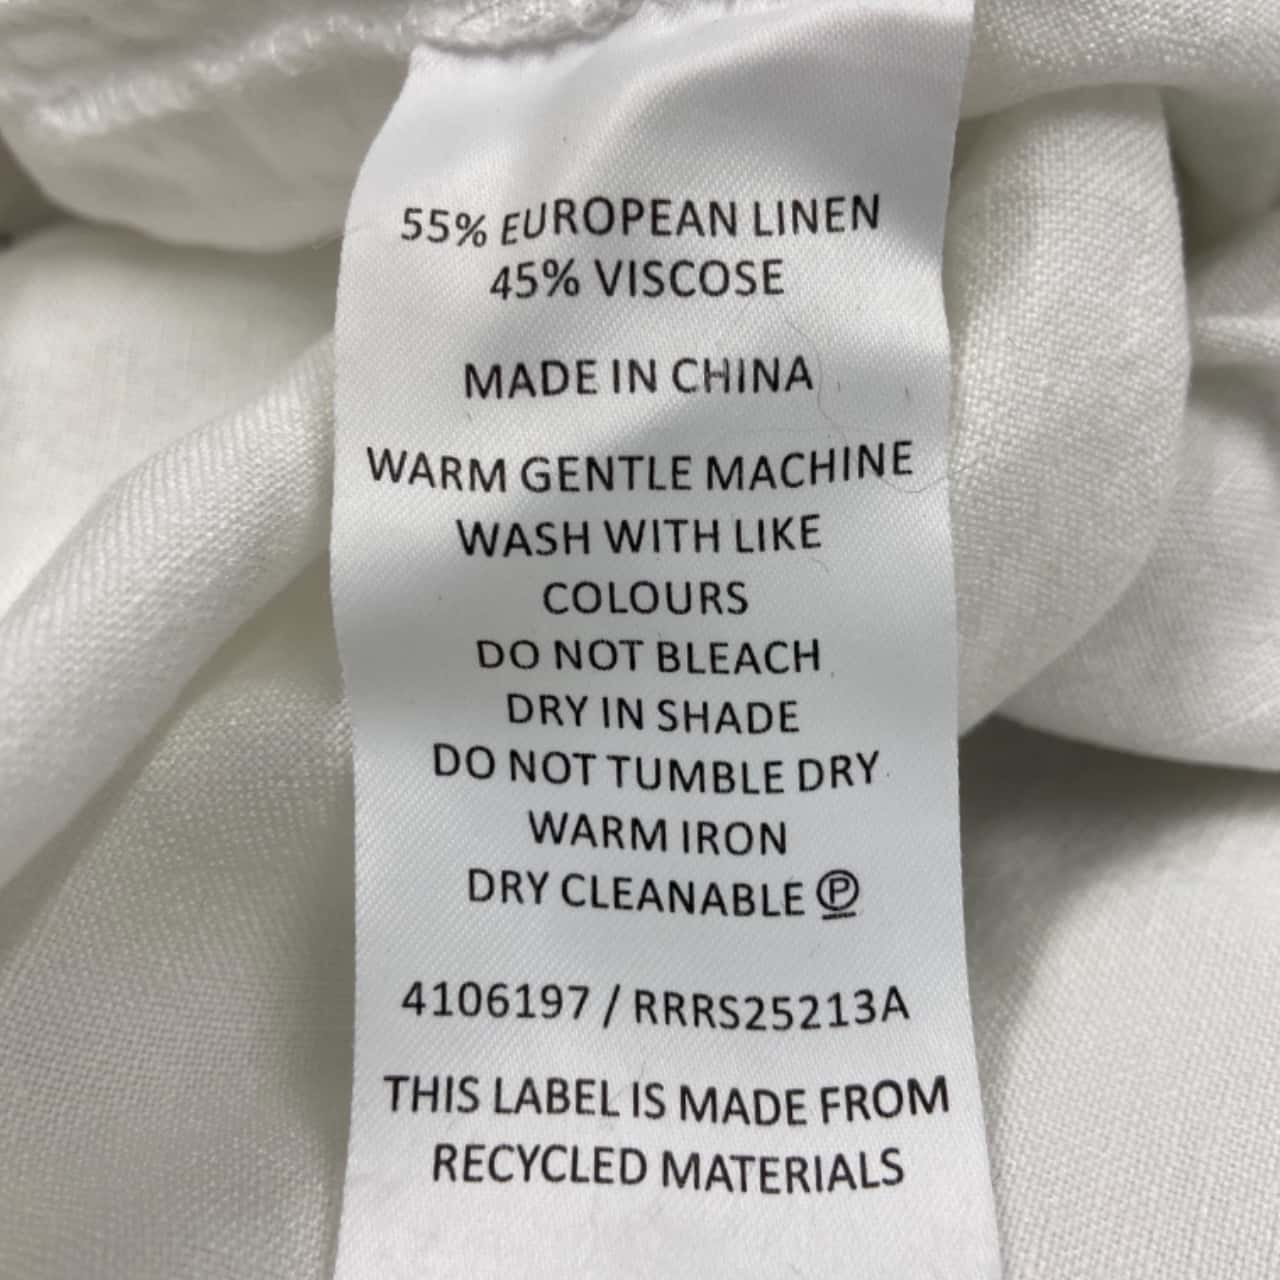 55% EUROPEAN LINEN
45% VISCOSE
MADE IN CHINA
WARM GENTLE MACHINE
WASH WITH LIKE
COLOURS
DO NOT BLEACH
DRY IN SHADE
DO NOT TUMBLE DRY
WARM IRON
DRY CLEANABLE Ⓟ
4106197 / RRRS25213A
THIS LABEL IS MADE FROM
RECYCLED MATERIALS